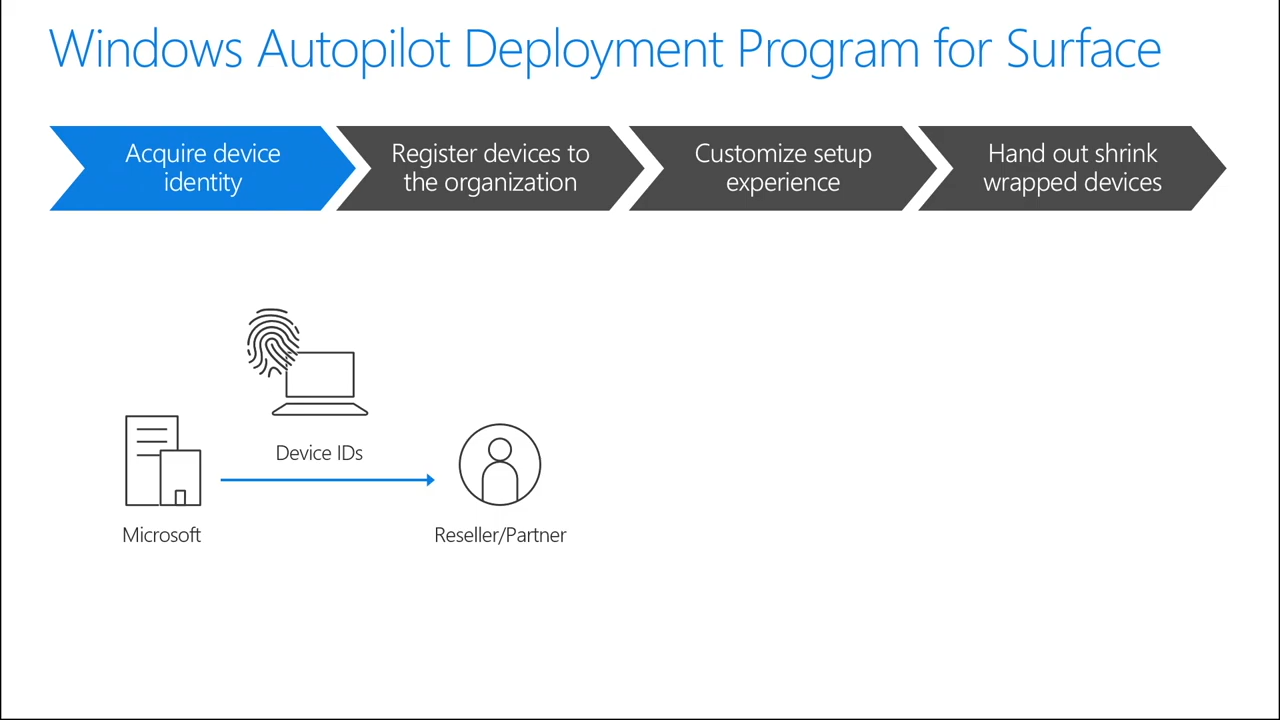 Windows Autopilot Deployment Program for Surface
Acquire device
identity
Register devices to
the organization
Customize setup
experience
Hand out shrink
wrapped devices
Device IDs
Microsoft
Reseller/Partner